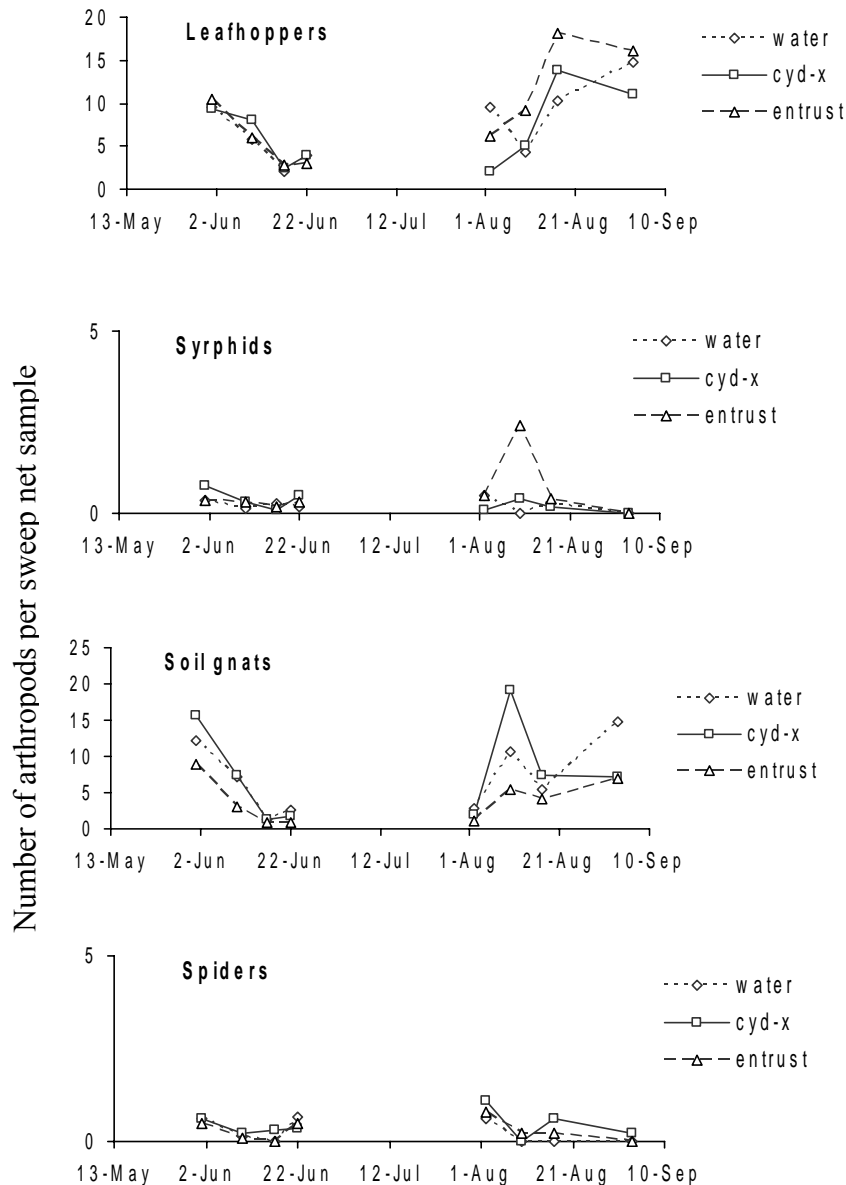 Number of arthropods per sweep net sample
Leafhoppers
20
15
10
5
0
13-May 2-Jun 22-Jun 12-Jul 1-Aug 21-Aug 10-Sep
water
cyd-x
entrust
Syrphids
5
0
13-May 2-Jun 22-Jun 12-Jul 1-Aug 21-Aug 10-Sep
water
cyd-x
entrust
Soil gnats
25
20
15
10
5
0
13-May 2-Jun 22-Jun 12-Jul 1-Aug 21-Aug 10-Sep
water
cyd-x
entrust
Spiders
5
0
13-May 2-Jun 22-Jun 12-Jul 1-Aug 21-Aug 10-Sep
water
cyd-x
entrust